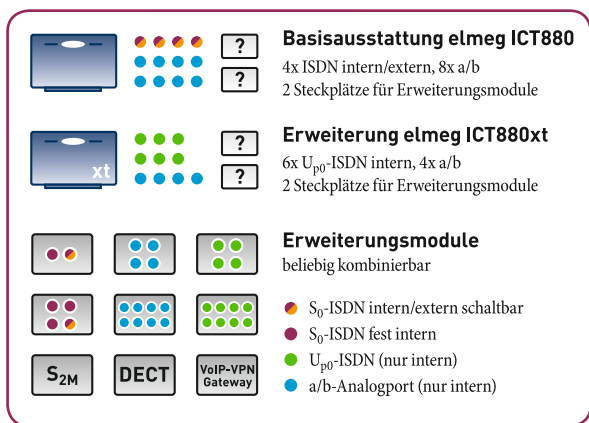 ?
?
Basisausstattung elmeg ICT880
4x ISDN intern/extern, 8x a/b
2 Steckplätze für Erweiterungsmodule
xt
?
?
Erweiterung elmeg ICT880xt
6x Up0-ISDN intern, 4x a/b
2 Steckplätze für Erweiterungsmodule
Erweiterungsmodule
beliebig kombinierbar
S0-ISDN intern/extern schaltbar
S0-ISDN fest intern
Up0-ISDN (nur intern)
a/b-Analogport (nur intern)
S2M
DECT
VoIP-VPN
Gateway